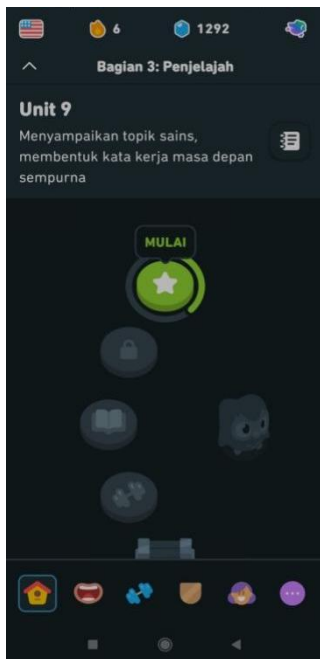 6 1292
Bagian 3: Penjelajah
Unit 9
Menyampaikan topik sains,
membentuk kata kerja masa depan
sempurna
MULAI